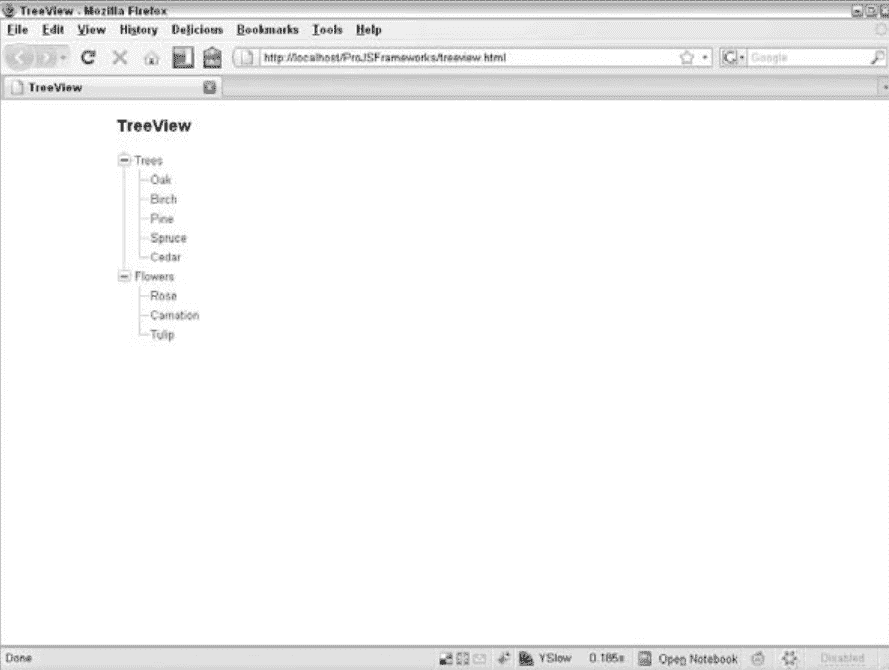 TreeView - Mozilla Firefox
File Edit View History Delicious Bookmarks Tools Help
http://localhost/ProJSFrameworks/treeview.html Google
TreeView
TreeView
Trees
Oak
Birch
Pine
Spruce
Cedar
Flowers
Rose
Carnation
Tulip
Done YSlow 0.185s Open Notebook Disabled